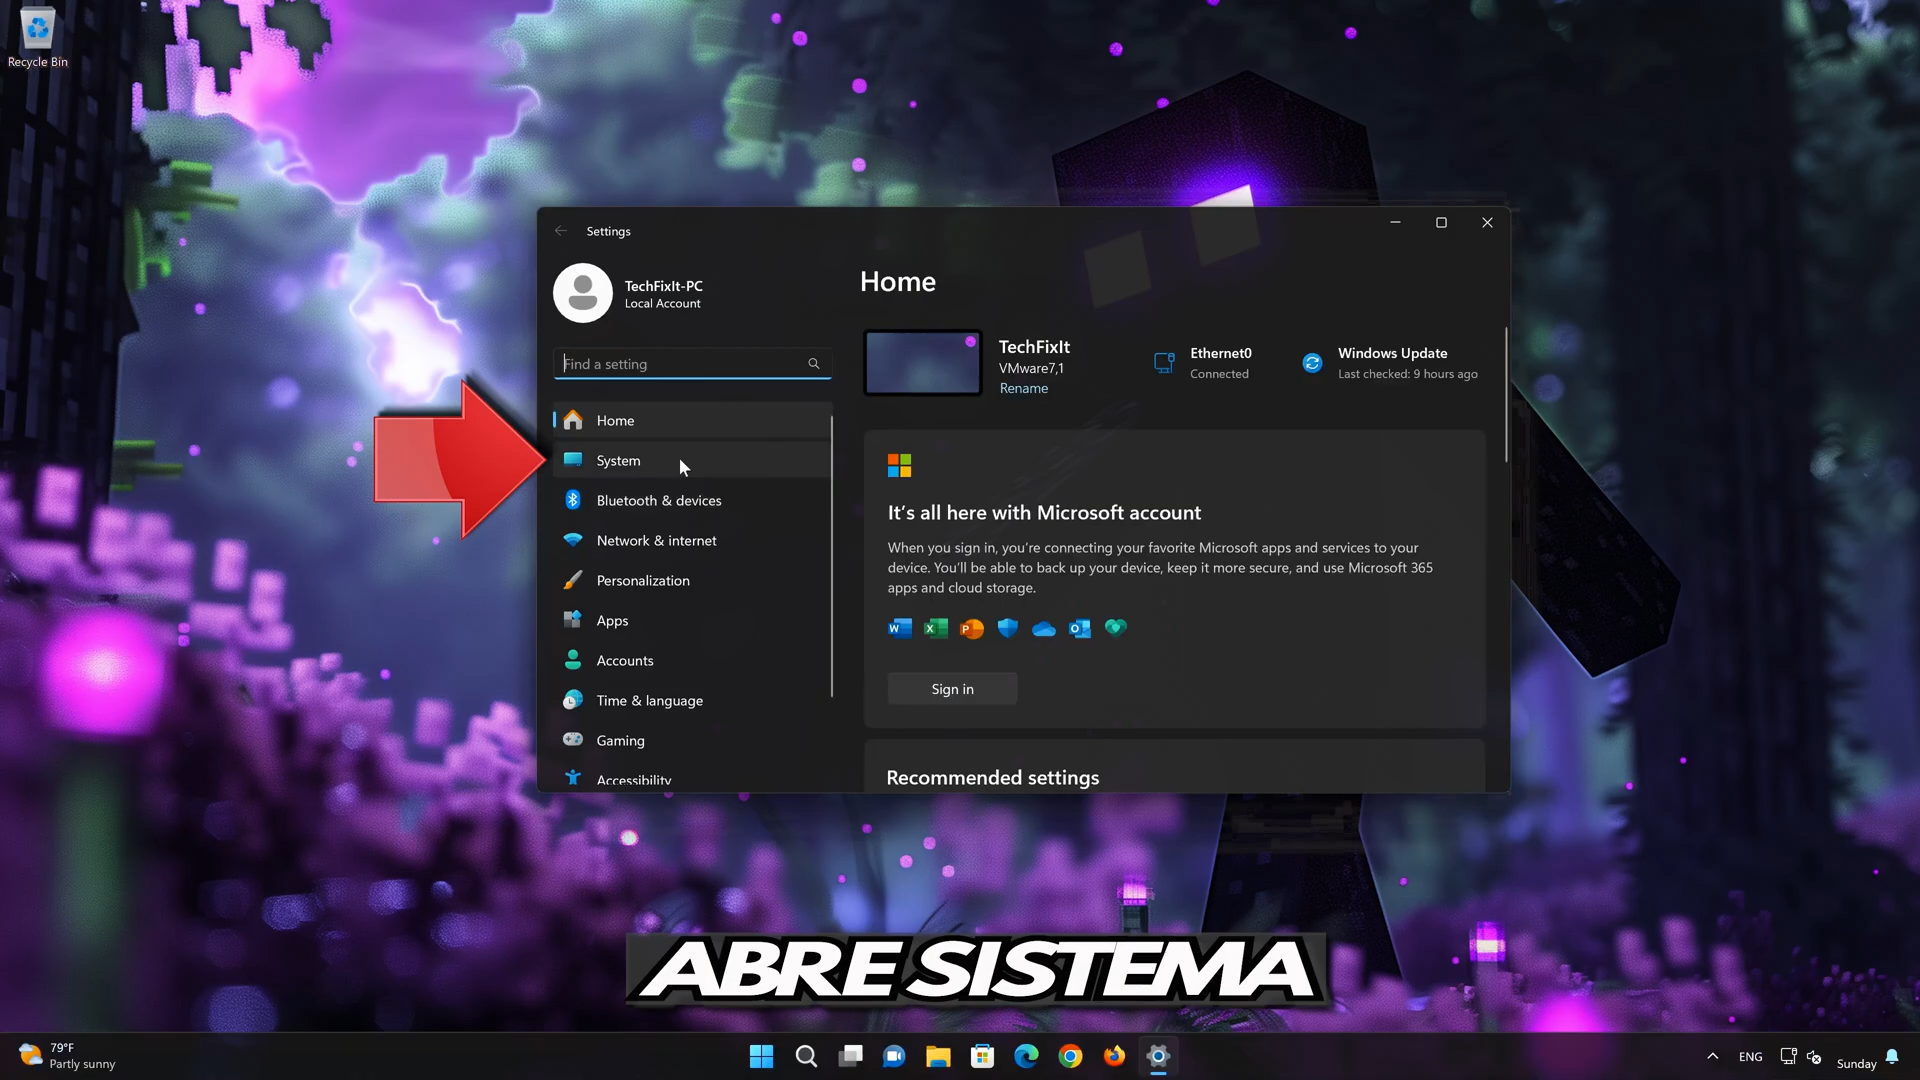 Recycle Bin
Settings
TechFixIt-PC
Local Account
Find a setting
Home
System
Bluetooth & devices
Network & internet
Personalization
Apps
Accounts
Time & language
Gaming
Accessibility
Home
TechFixIt
VMware7,1
Rename
Ethernet0
Connected
Windows Update
Last checked: 9 hours ago
It's all here with Microsoft account
When you sign in, you're connecting your favorite Microsoft apps and services to your
device. You'll be able to back up your device, keep it more secure, and use Microsoft 365
apps and cloud storage.
Sign in
Recommended settings
ABRE SISTEMA
79°F
Partly sunny
ENG
Sunday